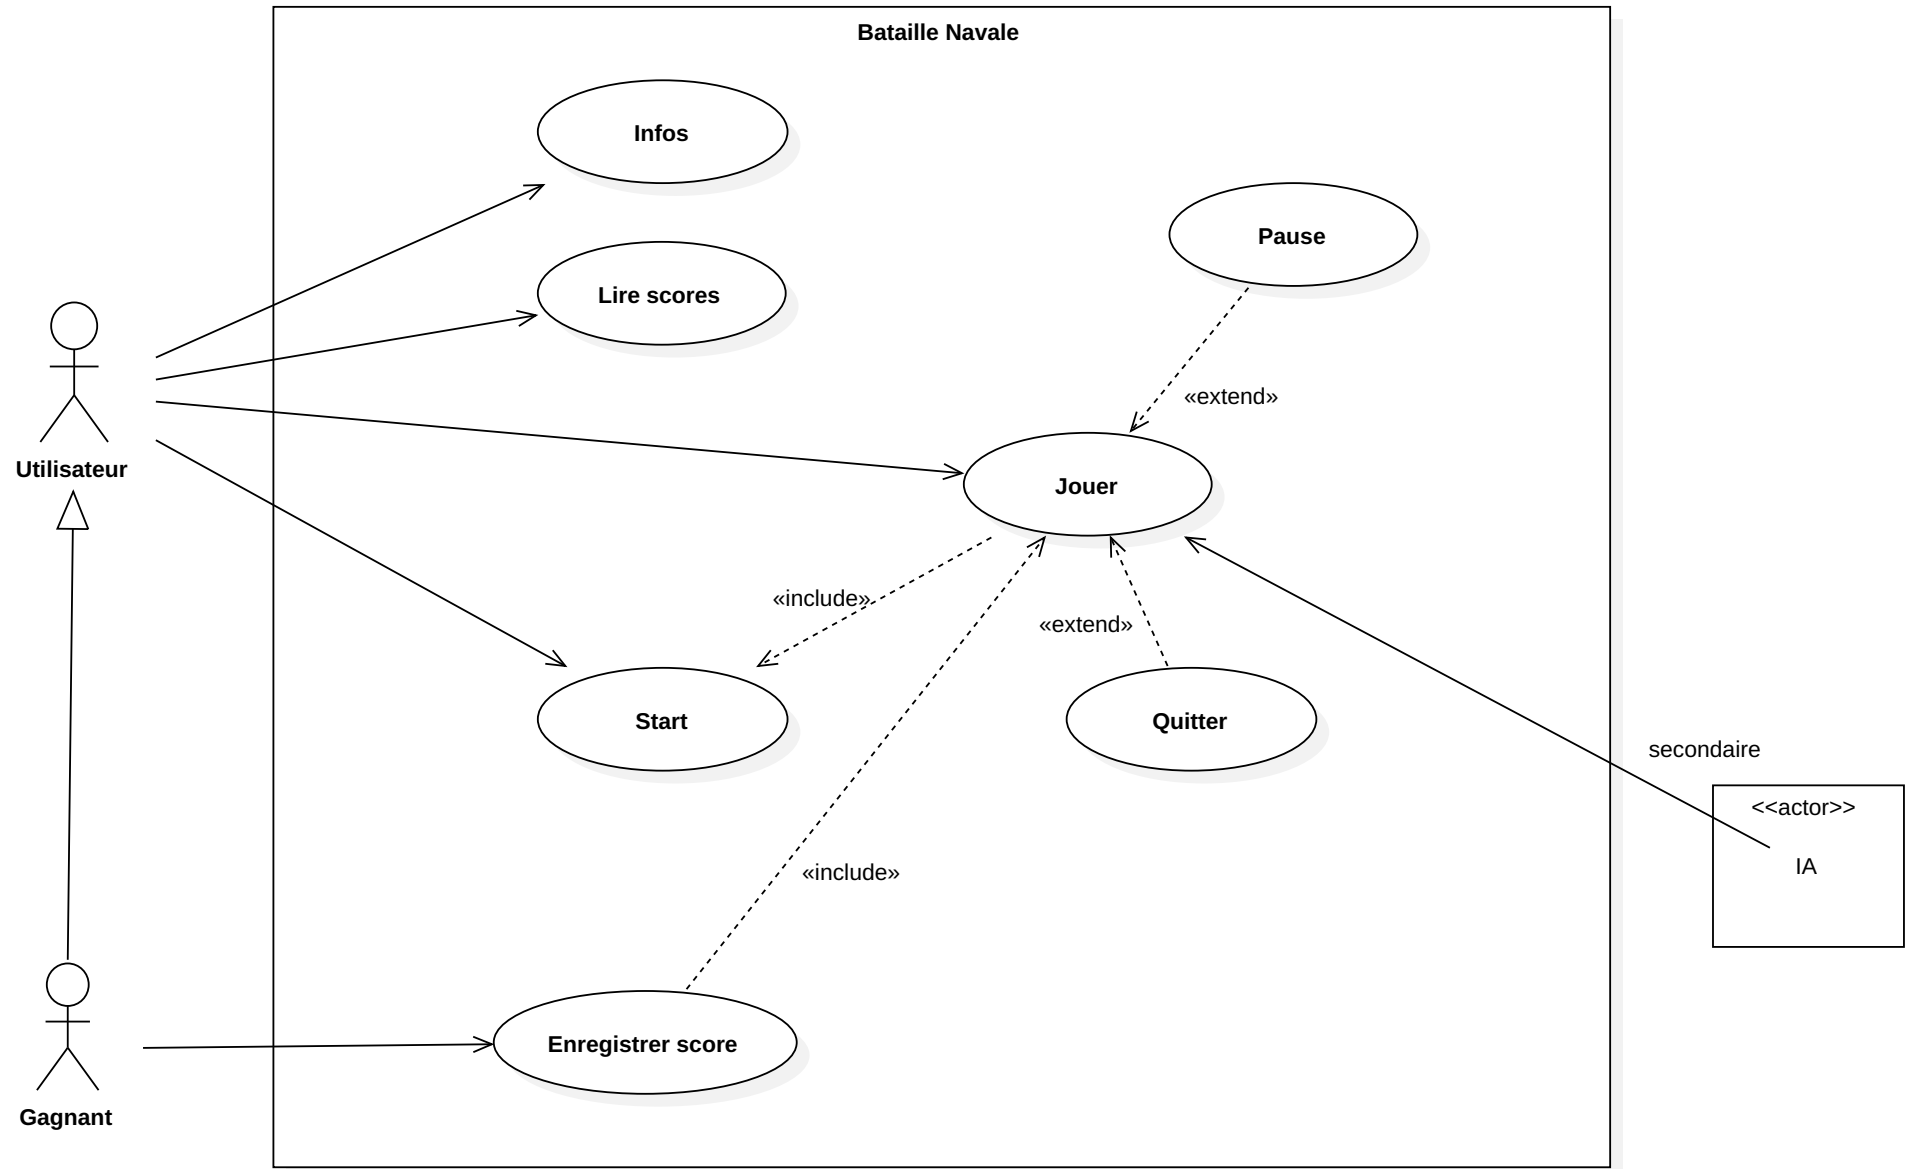 Bataille Navale
Infos
Pause
Lire scores
«extend»
Utilisateur
Jouer
«include»
«extend»
Start
Quitter
secondaire
<<actor>>
IA
«include»
Enregistrer score
Gagnant